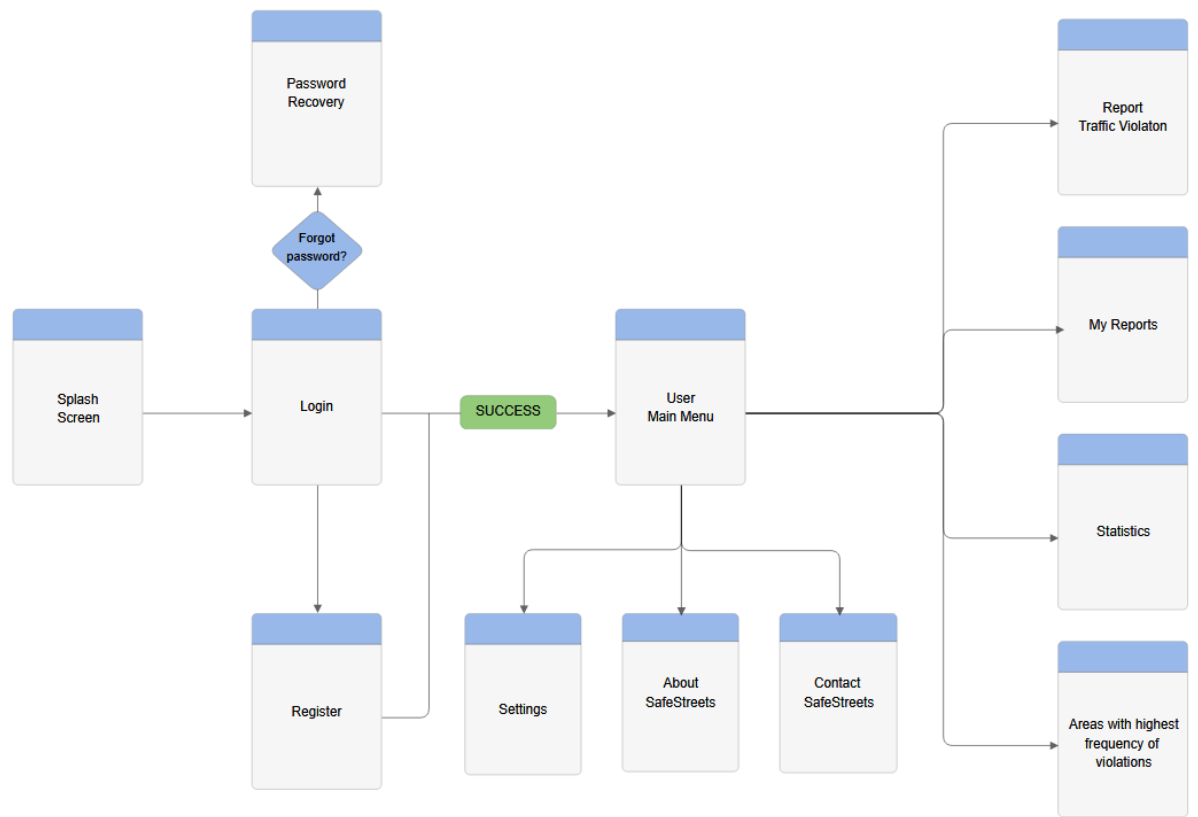 Password
Recovery
Report
Traffic Violaton
Forgot
password?
My Reports
Splash
Screen
Login
SUCCESS
User
Main Menu
Statistics
Register
Settings
About
SafeStreets
Contact
SafeStreets
Areas with highest
frequency of
violations